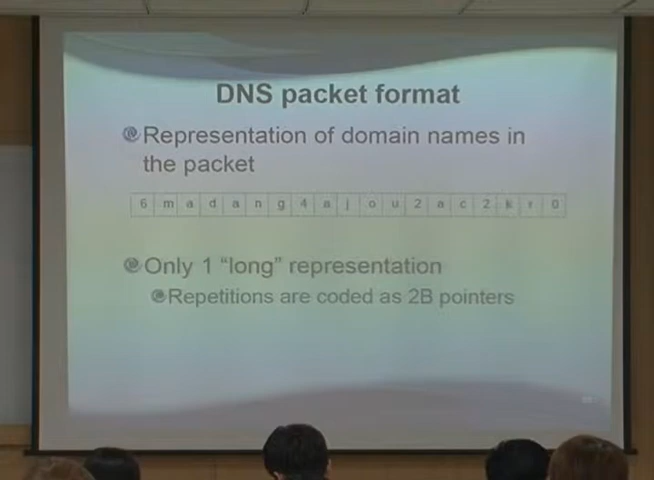 DNS packet format
Representation of domain names in
the packet
6 m a d a n g 4 a j o u 2 a c 2 k r 0
Only 1 “long” representation
Repetitions are coded as 2B pointers